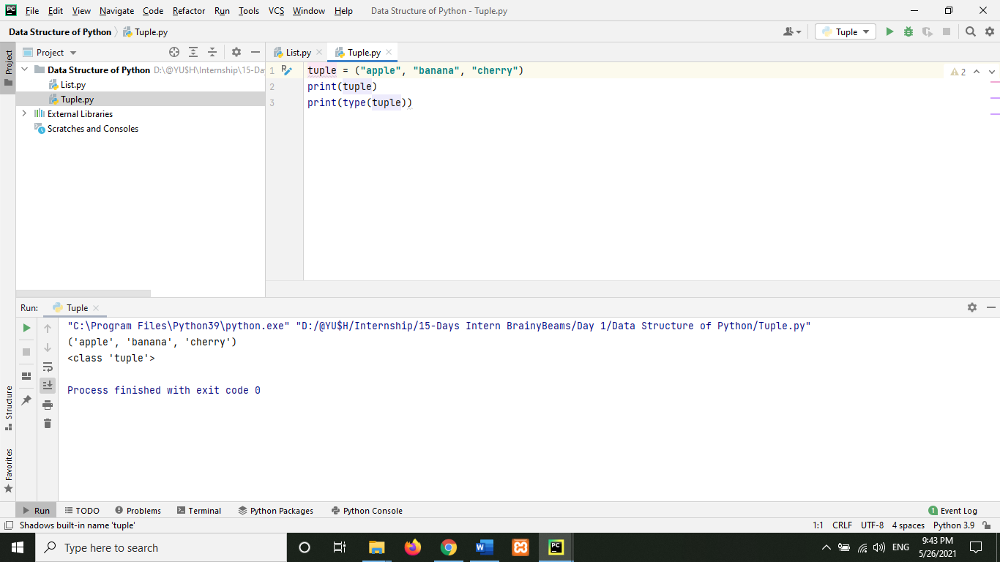 PC File Edit View Navigate Code Refactor Run Tools VCS Window Help Data Structure of Python - Tuple.py
Data Structure of Python Tuple.py Tuple
Project Project List.py Tuple.py
Data Structure of Python D:\@YU$H\Internship\15-Da
List.py
Tuple.py
External Libraries
Scratches and Consoles
1 tuple = ("apple", "banana", "cherry") 2
2 print(tuple)
3 print(type(tuple))
Run: Tuple
"C:\Program Files\Python39\python.exe" "D:/@YU$H/Internship/15-Days Intern BrainyBeams/Day 1/Data Structure of Python/Tuple.py"
('apple', 'banana', 'cherry')
<class 'tuple'>
Process finished with exit code 0
Structure
Favorites
Run TODO Problems Terminal Python Packages Python Console 1 Event Log
Shadows built-in name 'tuple' 1:1 CRLF UTF-8 4 spaces Python 3.9
Type here to search W PC ENG 9:43 PM
5/26/2021